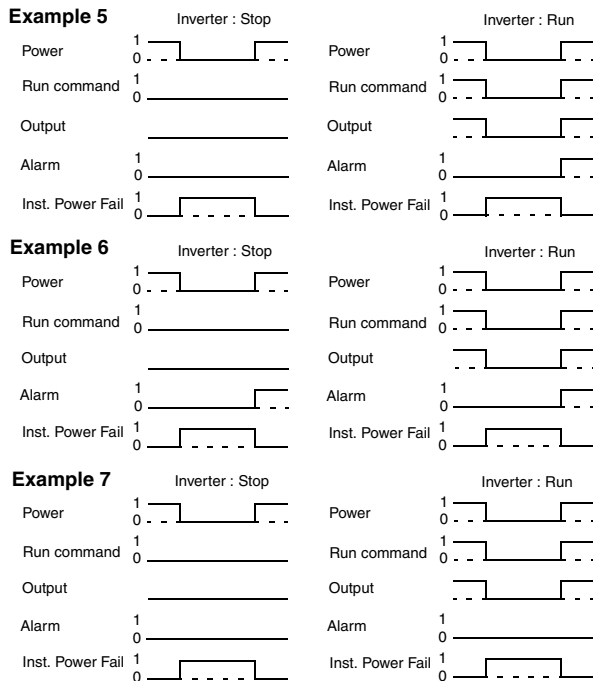 Example 5
Inverter : Stop
Power 1 0
Run command 1 0
Output
Alarm 1 0
Inst. Power Fail 1 0
Inverter : Run
Power 1 0
Run command 1 0
Output
Alarm 1 0
Inst. Power Fail 1 0
Example 6
Inverter : Stop
Power 1 0
Run command 1 0
Output
Alarm 1 0
Inst. Power Fail 1 0
Inverter : Run
Power 1 0
Run command 1 0
Output
Alarm 1 0
Inst. Power Fail 1 0
Example 7
Inverter : Stop
Power 1 0
Run command 1 0
Output
Alarm 1 0
Inst. Power Fail 1 0
Inverter : Run
Power 1 0
Run command 1 0
Output
Alarm 1 0
Inst. Power Fail 1 0